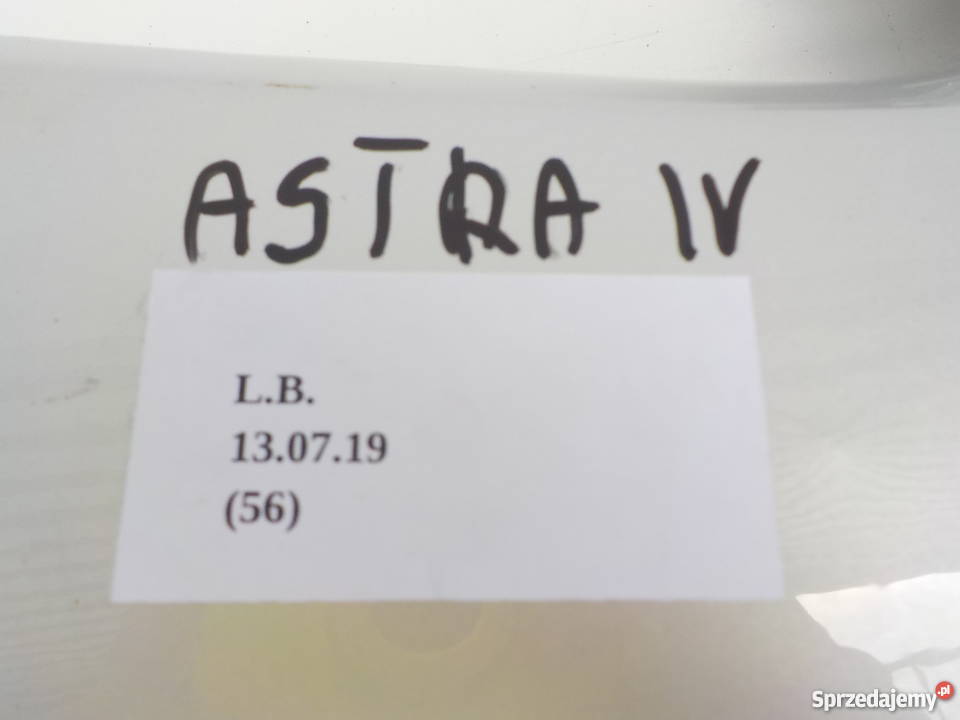 ASTRA IV
L.B.
13.07.19
(56)
Sprzedajemy.pl